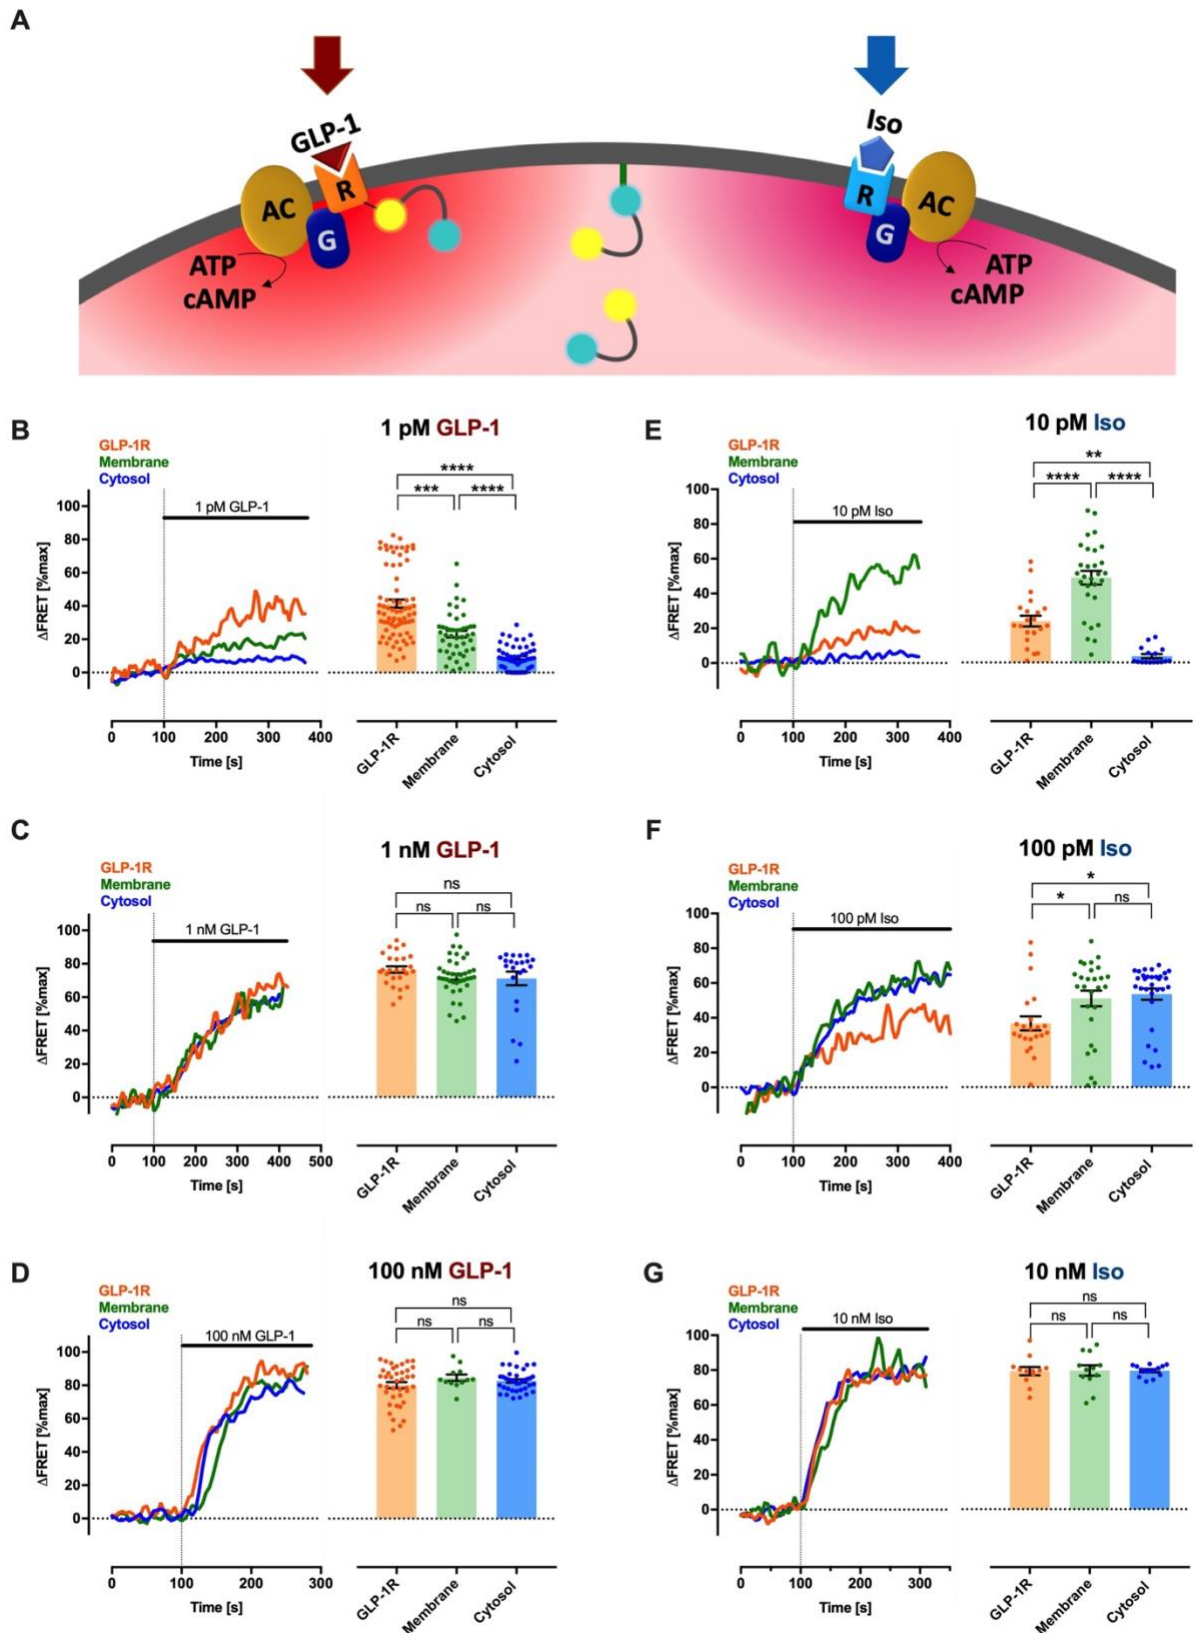 A
GLP-1
Iso
AC
R
G
R
AC
G
ATP
cAMP
ATP
cAMP
B
1 pM GLP-1
GLP-1R
Membrane
Cytosol
1 pM GLP-1
****
***
****
ΔFRET [%max]
100
80
60
40
20
0
0
100
200
300
400
Time [s]
GLP-1R
Membrane
Cytosol
E
10 pM Iso
GLP-1R
Membrane
Cytosol
10 pM Iso
**
****
****
ΔFRET [%max]
100
80
60
40
20
0
0
100
200
300
400
Time [s]
GLP-1R
Membrane
Cytosol
C
1 nM GLP-1
GLP-1R
Membrane
Cytosol
1 nM GLP-1
ns
ns
ns
ΔFRET [%max]
100
80
60
40
20
0
0
100
200
300
400
500
Time [s]
GLP-1R
Membrane
Cytosol
F
100 pM Iso
GLP-1R
Membrane
Cytosol
100 pM Iso
*
*
ns
ΔFRET [%max]
100
80
60
40
20
0
0
100
200
300
400
Time [s]
GLP-1R
Membrane
Cytosol
D
100 nM GLP-1
GLP-1R
Membrane
Cytosol
100 nM GLP-1
ns
ns
ns
ΔFRET [%max]
100
80
60
40
20
0
0
100
200
300
Time [s]
GLP-1R
Membrane
Cytosol
G
10 nM Iso
GLP-1R
Membrane
Cytosol
10 nM Iso
ns
ns
ns
ΔFRET [%max]
100
80
60
40
20
0
0
100
200
300
Time [s]
GLP-1R
Membrane
Cytosol